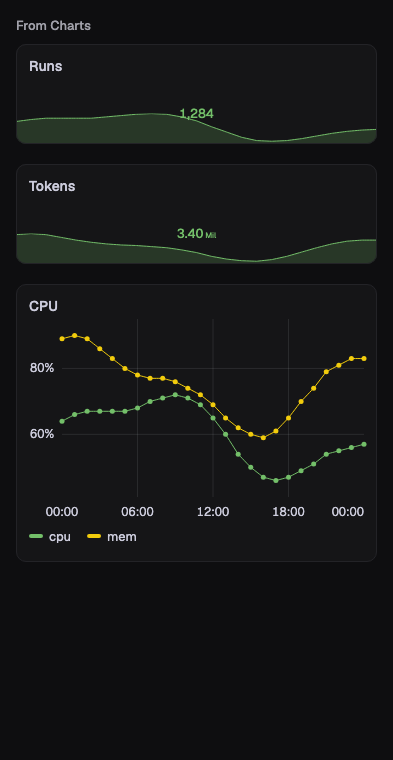 From Charts
Runs
1,284
Tokens
3.40 Mil
CPU
80%
60%
00:00 06:00 12:00 18:00 00:00
cpu mem